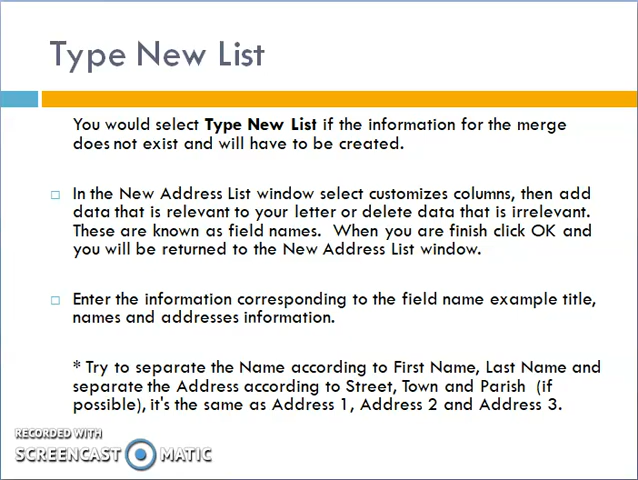 Type New List
You would select Type New List if the information for the merge
does not exist and will have to be created.
In the New Address List window select customizes columns, then add
data that is relevant to your letter or delete data that is irrelevant.
These are known as field names. When you are finish click OK and
you will be returned to the New Address List window.
Enter the information corresponding to the field name example title,
names and addresses information.
* Try to separate the Name according to First Name, Last Name and
separate the Address according to Street, Town and Parish (if
possible), it's the same as Address 1, Address 2 and Address 3.
RECORDED WITH
SCREENCAST MATIC